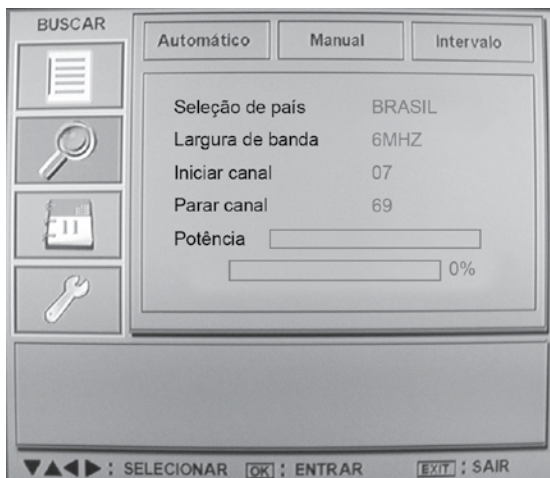 BUSCAR
Automático Manual Intervalo
Seleção de país BRASIL
Largura de banda 6MHZ
Iniciar canal 07
Parar canal 69
Potência
0%
11
▼▲◀▶ : SELECIONAR OK : ENTRAR EXIT : SAIR